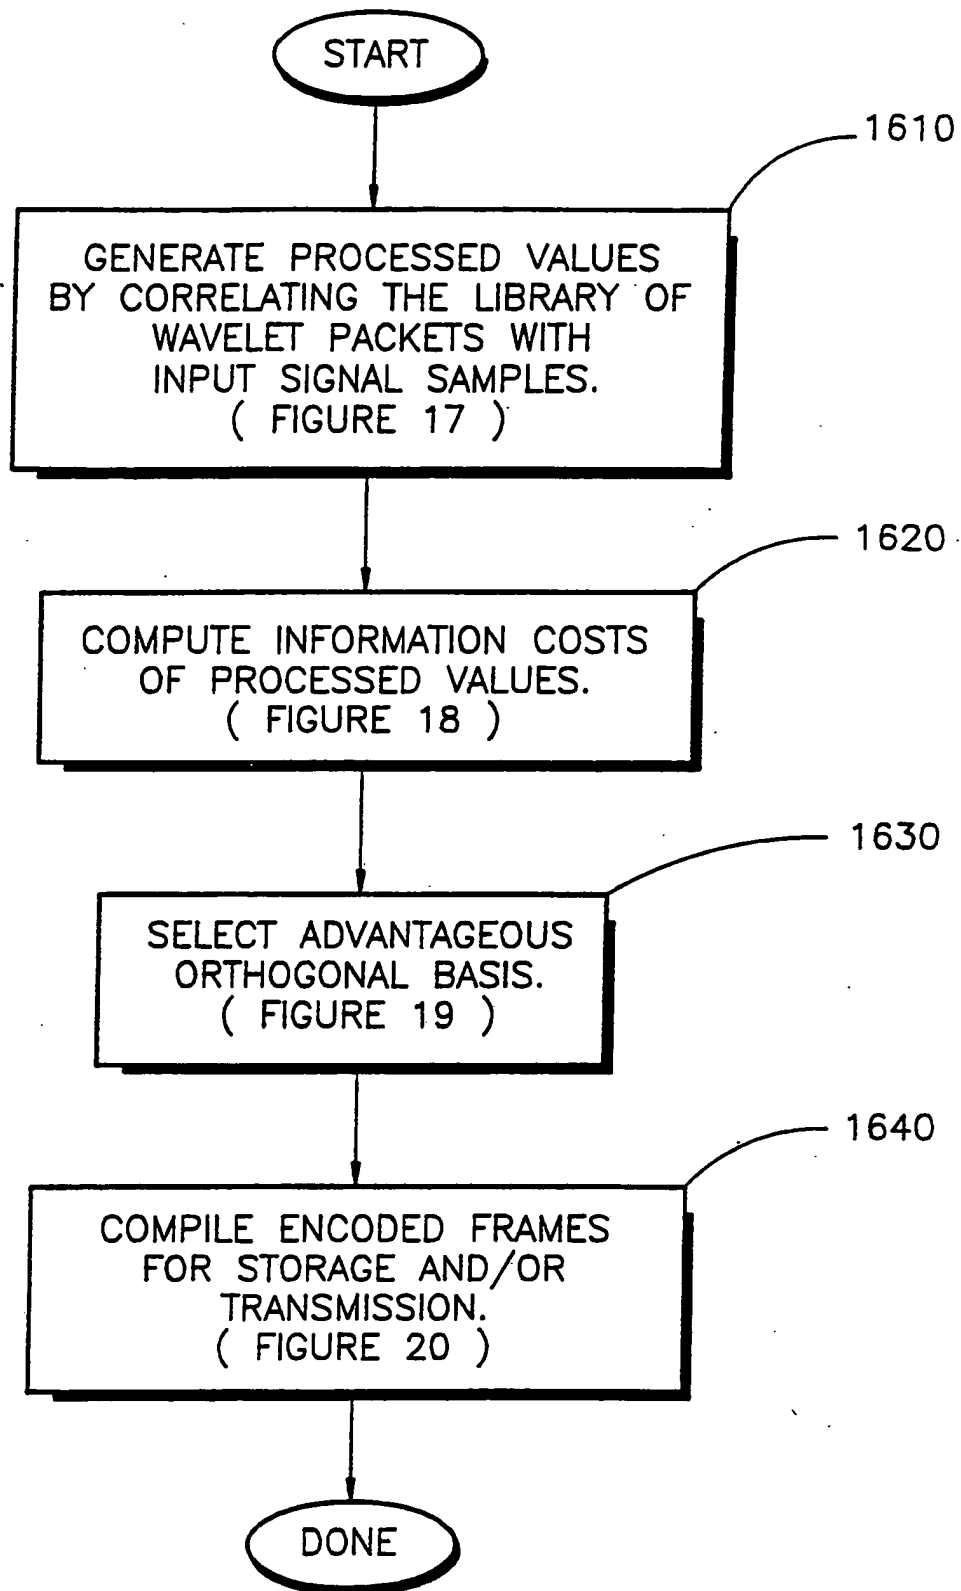 START
1610
GENERATE PROCESSED VALUES
BY CORRELATING THE LIBRARY OF
WAVELET PACKETS WITH
INPUT SIGNAL SAMPLES.
( FIGURE 17 )
1620
COMPUTE INFORMATION COSTS
OF PROCESSED VALUES.
( FIGURE 18 )
1630
SELECT ADVANTAGEOUS
ORTHOGONAL BASIS.
( FIGURE 19 )
1640
COMPILE ENCODED FRAMES
FOR STORAGE AND/OR
TRANSMISSION.
( FIGURE 20 )
DONE